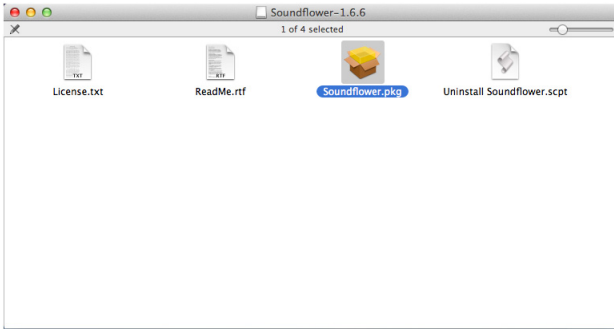 Soundflower-1.6.6
1 of 4 selected
TXT
RTF
License.txt
ReadMe.rtf
Soundflower.pkg
Uninstall Soundflower.scpt